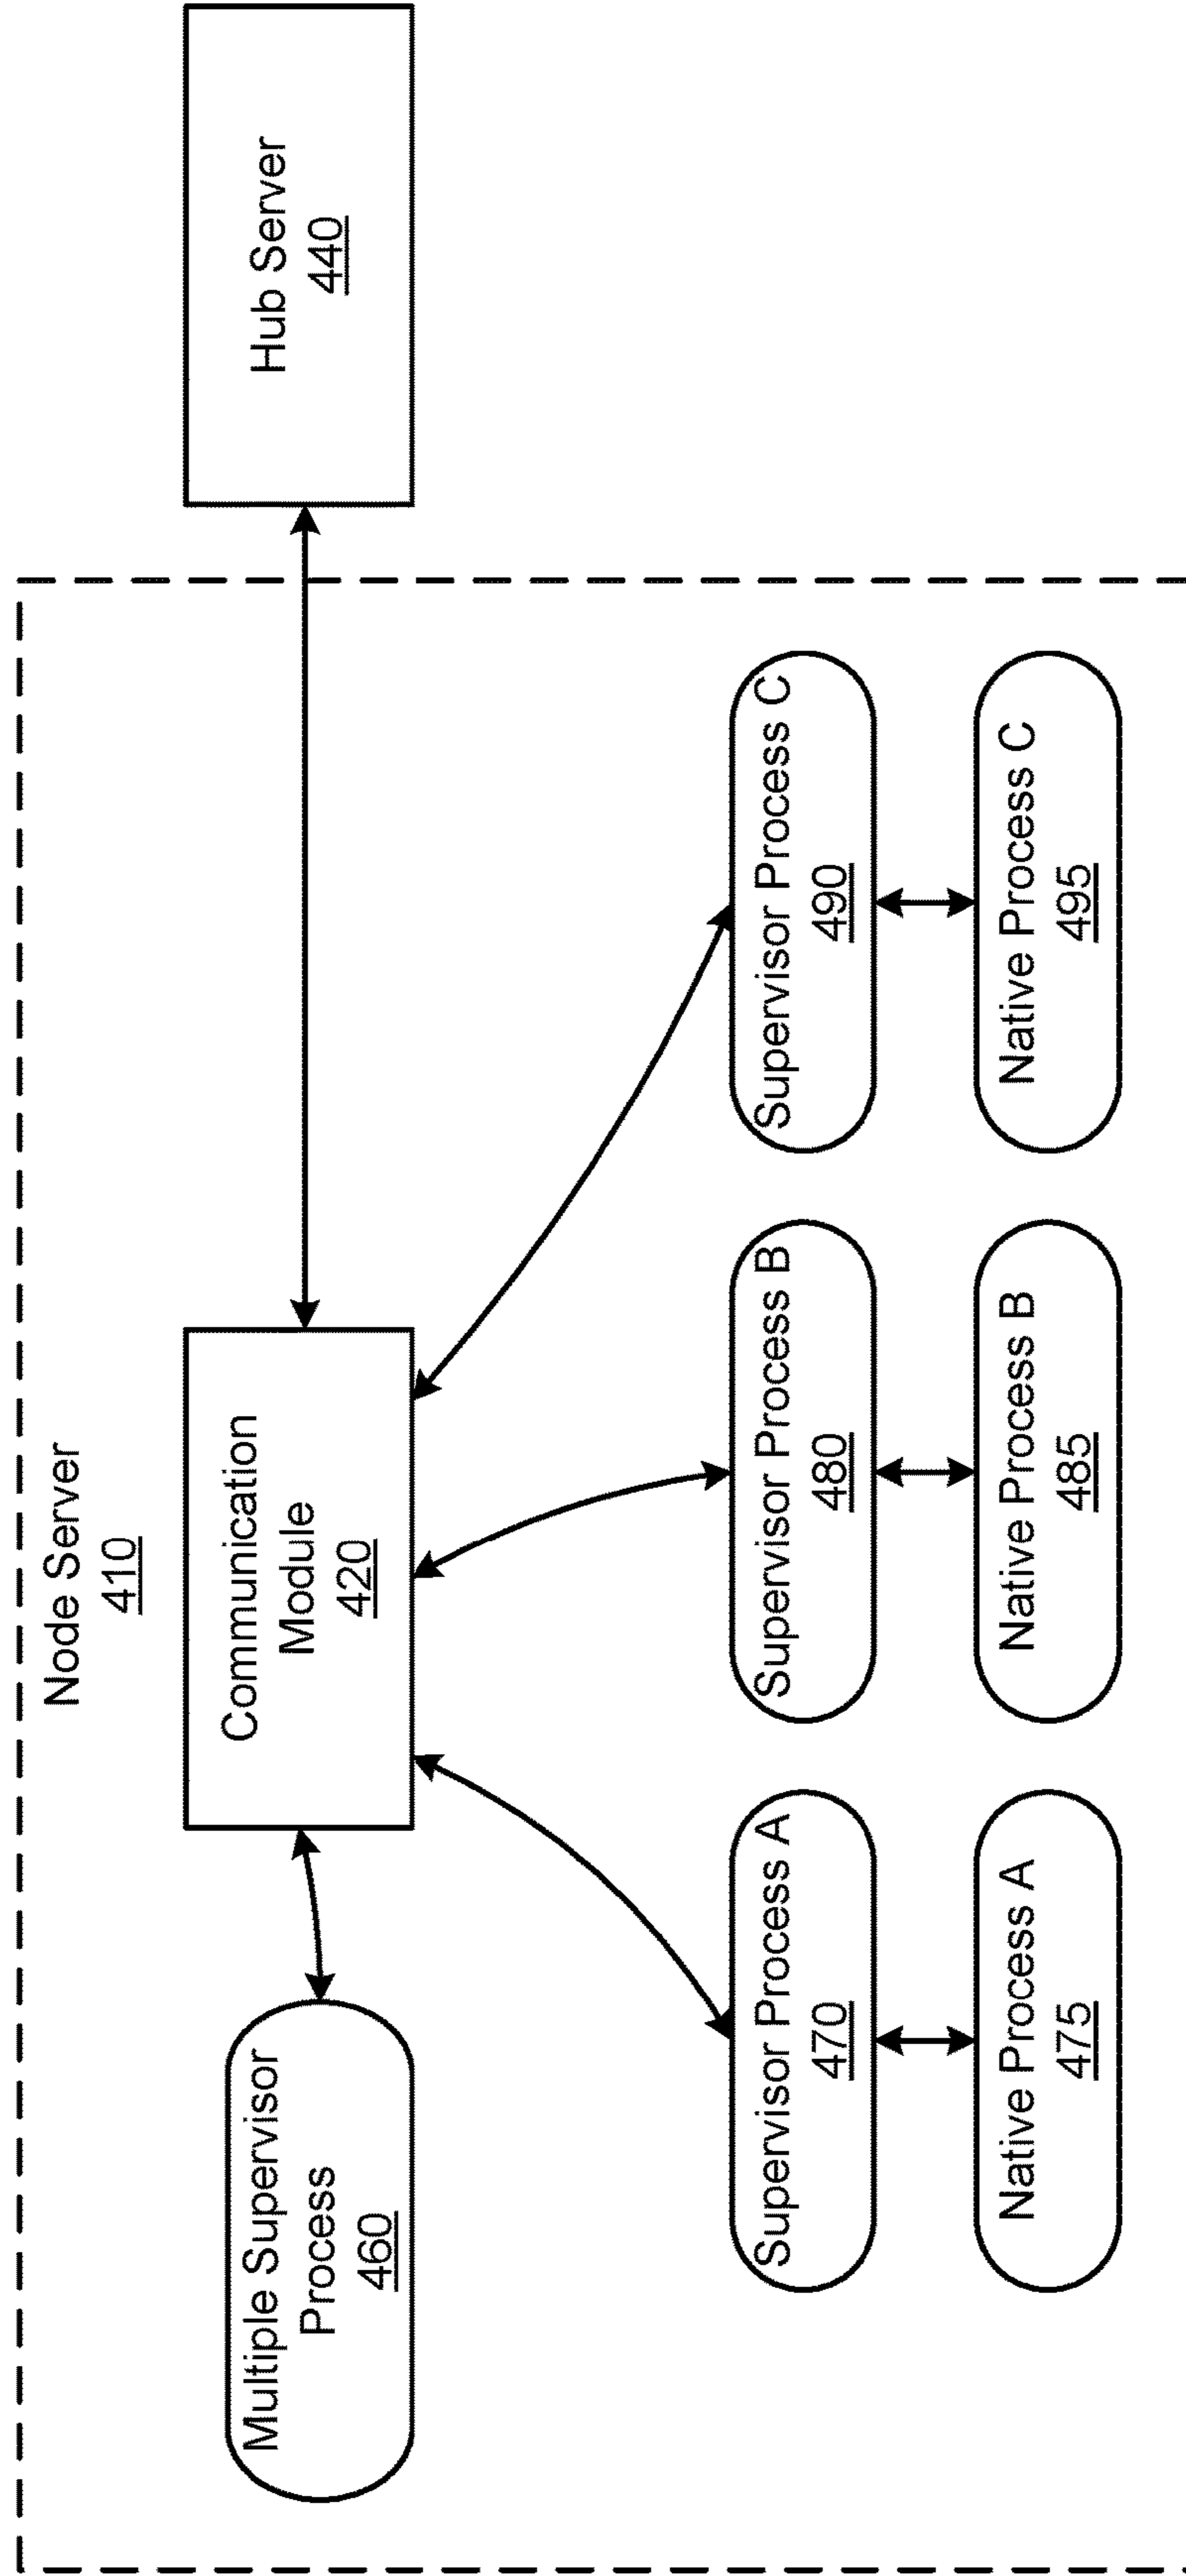 Node Server
410
Multiple Supervisor
Process
460
Communication
Module
420
Hub Server
440
Supervisor Process A
470
Supervisor Process B
480
Supervisor Process C
490
Native Process A
475
Native Process B
485
Native Process C
495